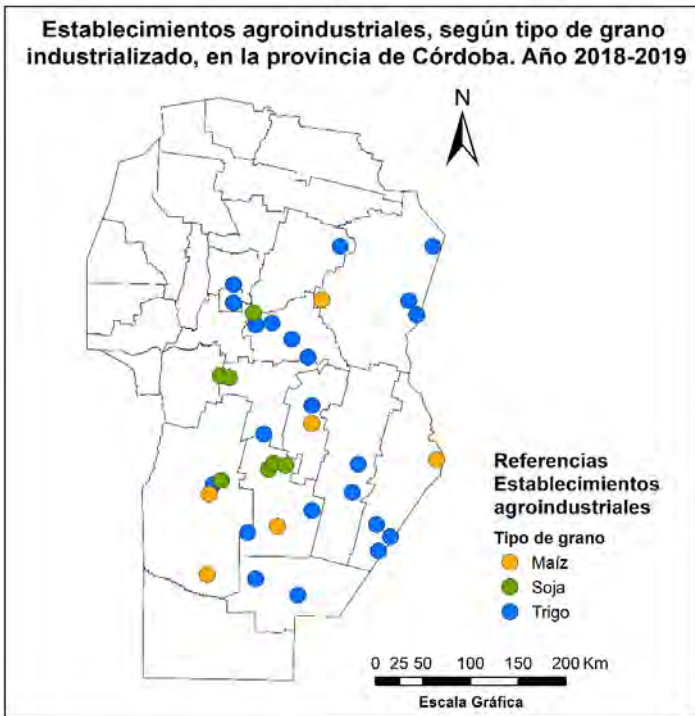 Establecimientos agroindustriales, según tipo de grano
industrializado, en la provincia de Córdoba. Año 2018-2019
N
Referencias
Establecimientos
agroindustriales
Tipo de grano
Maíz
Soja
Trigo
0 25 50 100 150 200 Km
Escala Gráfica